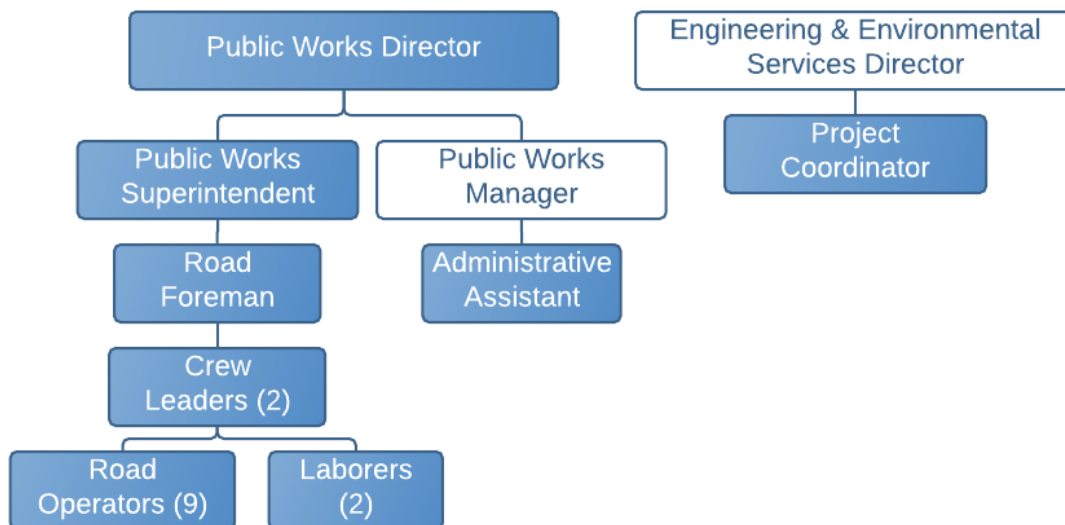 Public Works Director
Engineering & Environmental
Services Director
Public Works
Superintendent
Public Works
Manager
Project
Coordinator
Road
Foreman
Administrative
Assistant
Crew
Leaders (2)
Road
Operators (9)
Laborers
(2)